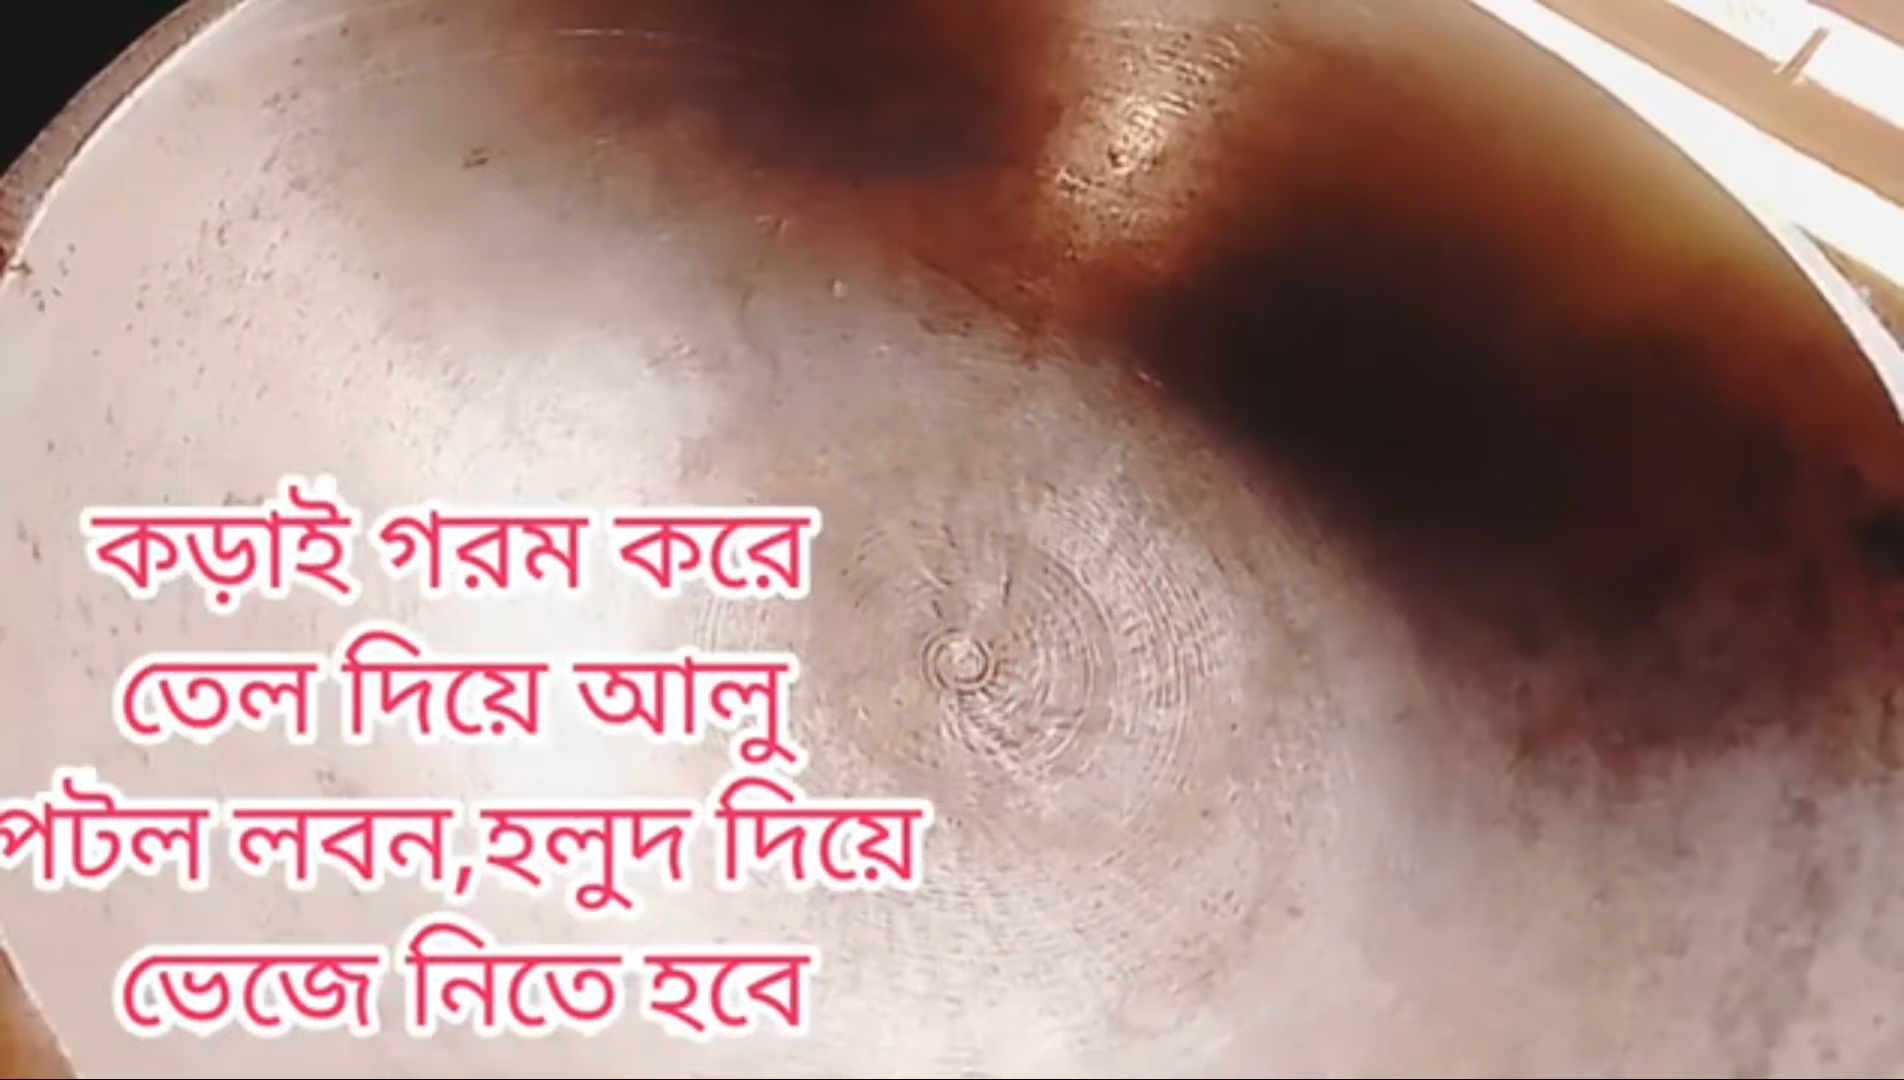 কড়াই গরম করে
তেল দিয়ে আলু
পটল লবন,হলুদ দিয়ে
ভেজে নিতে হবে